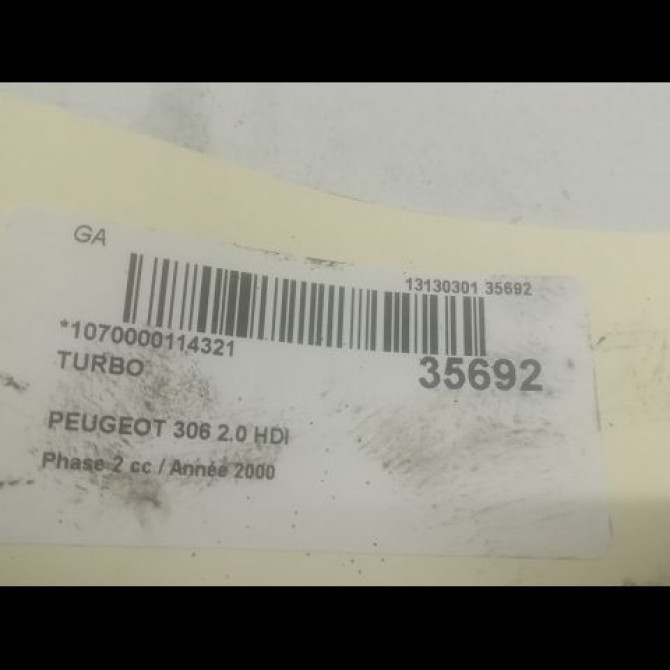 GA
13130301 35692
*1070000114321
35692
TURBO
PEUGEOT 306 2.0 HDI
Phase 2 cc / Année 2000